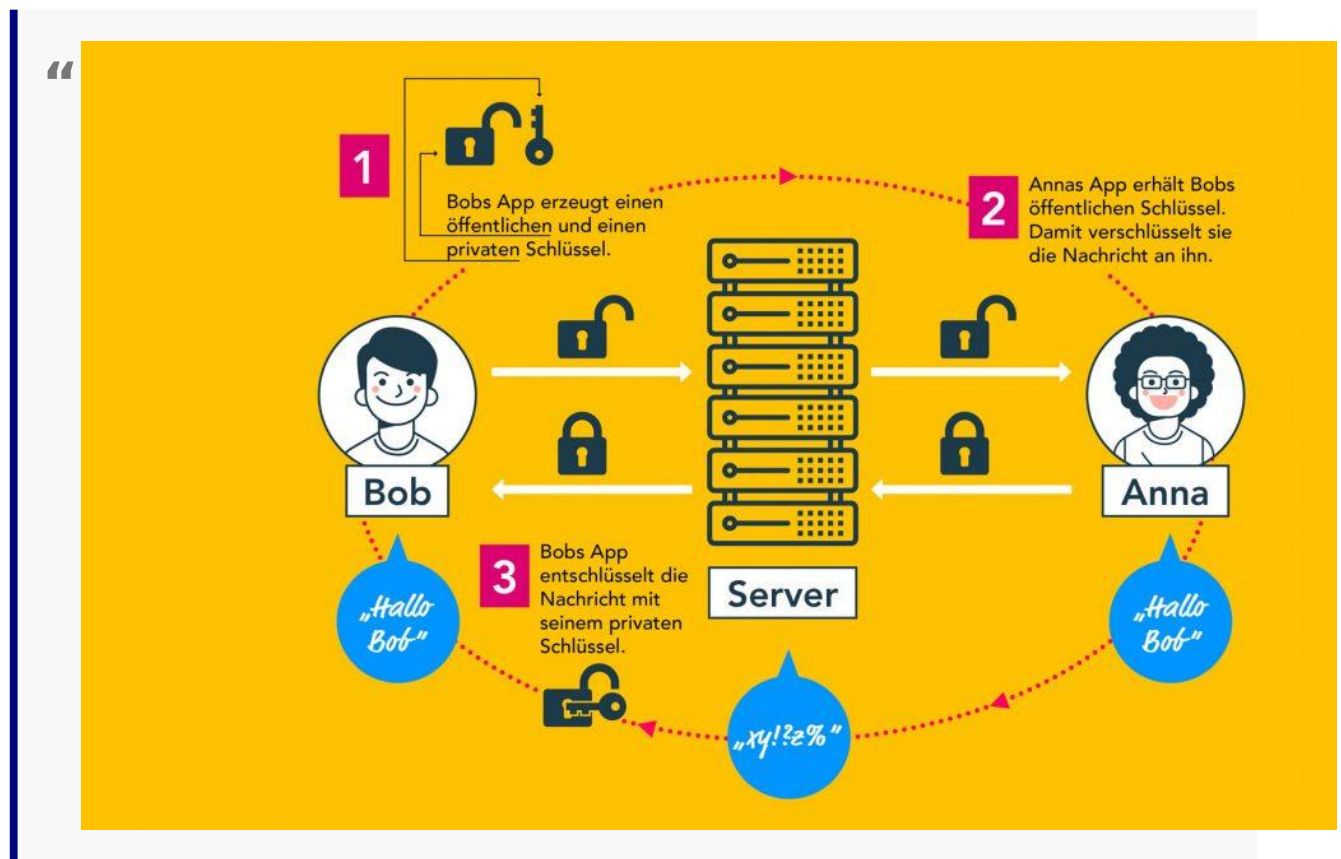 “
1
Bobs App erzeugt einen
öffentlichen und einen
privaten Schlüssel.
2
Annas App erhält Bobs
öffentlichen Schlüssel.
Damit verschlüsselt sie
die Nachricht an ihn.
Bob
Anna
3
Bobs App
entschlüsselt die
Nachricht mit
seinem privaten
Schlüssel.
Server
„Hallo
Bob“
„xy!?z%“
„Hallo
Bob“